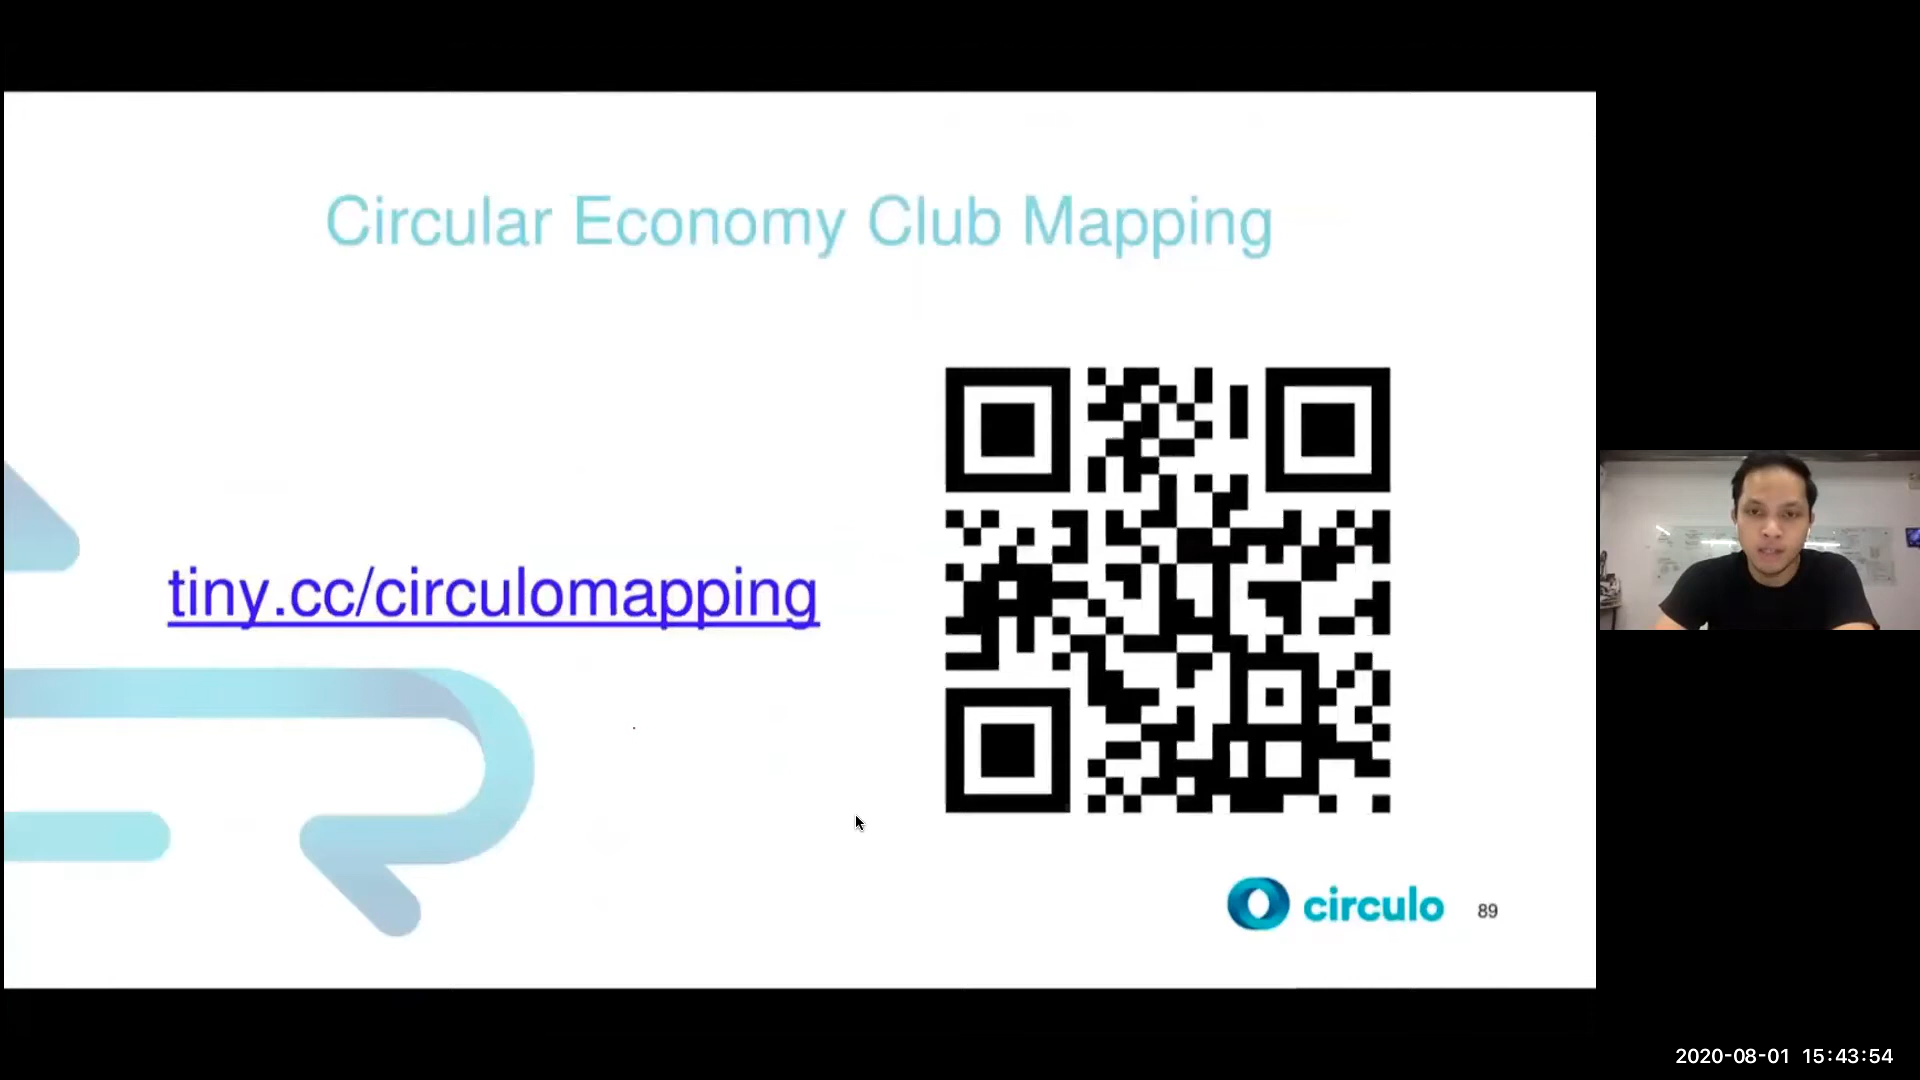 Circular Economy Club Mapping
tiny.cc/circulomapping
circulo
89
2020-08-01 15:43:54